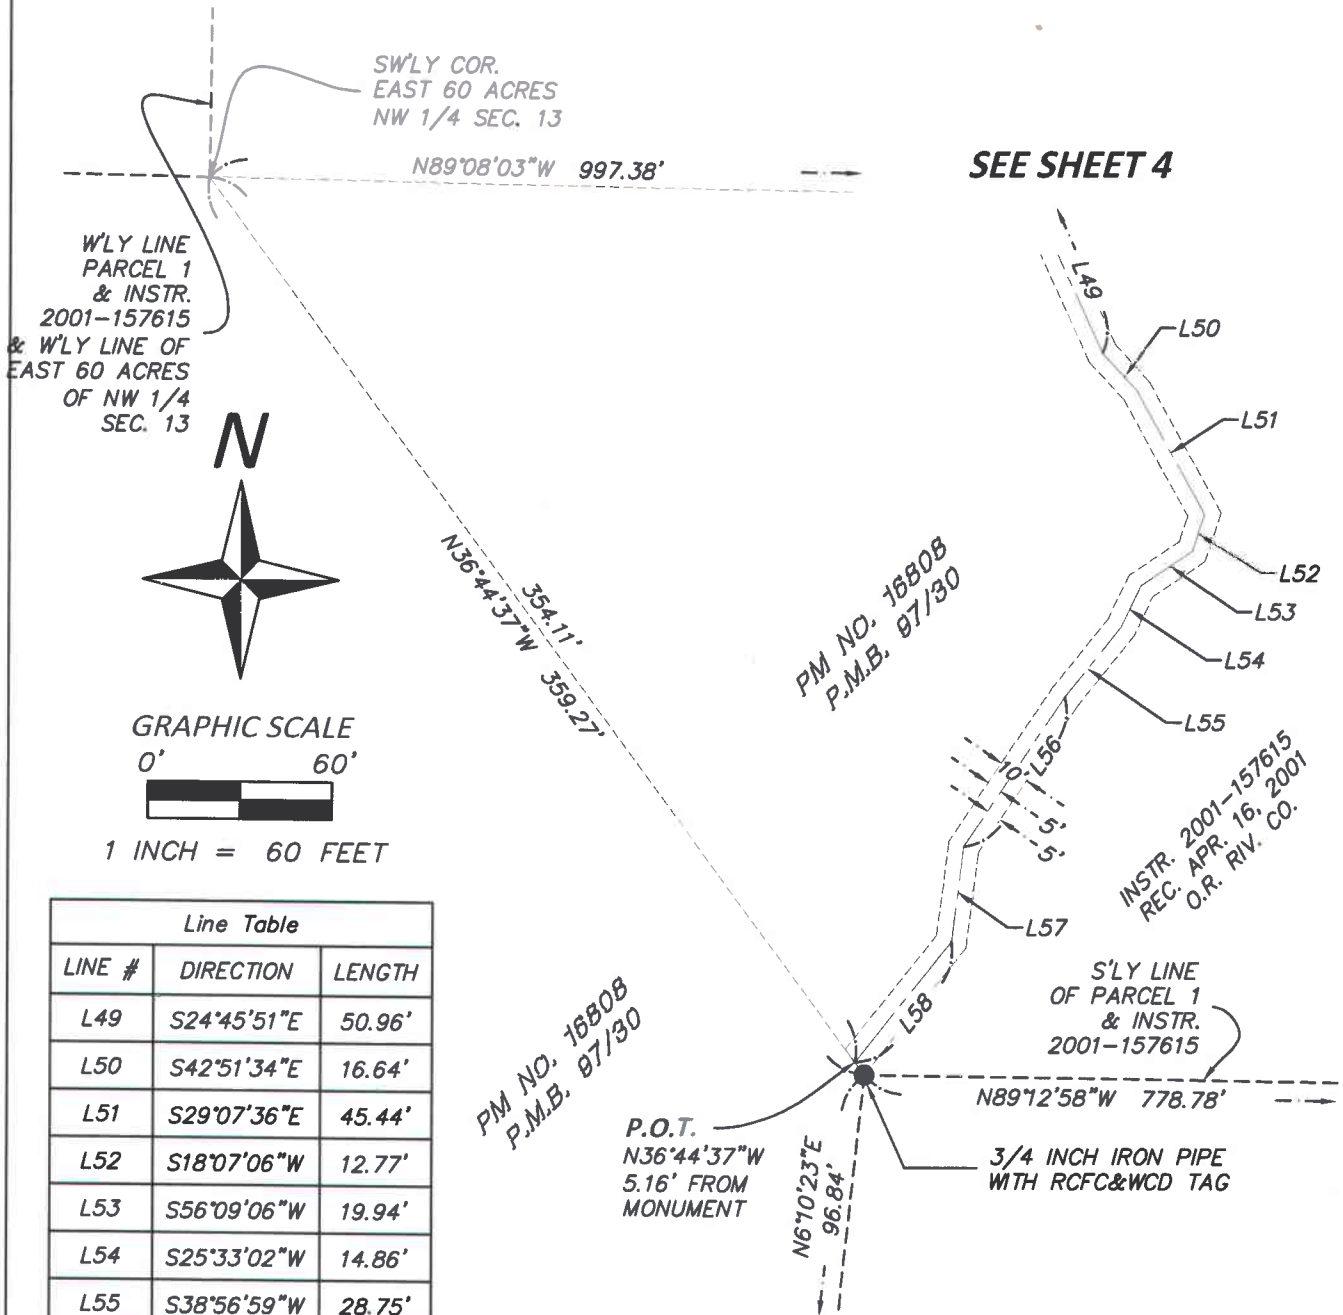 SW'LY COR.
EAST 60 ACRES
NW 1/4 SEC. 13
N89°08'03"W 997.38'
SEE SHEET 4
W'LY LINE
PARCEL 1
& INSTR.
2001-157615
& W'LY LINE OF
EAST 60 ACRES
OF NW 1/4
SEC. 13
L49
L50
L51
L52
L53
L54
L55
L56
L57
L58
N
354.11'
N36°44'37"W 359.27'
PM NO. 16808
P.M.B. 97/30
10'
5'
5'
GRAPHIC SCALE
0' 60'
1 INCH = 60 FEET
INSTR. 2001-157615
REC. APR. 16, 2001
O.R. RIV. CO.
Line Table
LINE # DIRECTION LENGTH
L49 S24°45'51"E 50.96'
L50 S42°51'34"E 16.64'
L51 S29°07'36"E 45.44'
L52 S18°07'06"W 12.77'
L53 S56°09'06"W 19.94'
L54 S25°33'02"W 14.86'
L55 S38°56'59"W 28.75'
PM NO. 16808
P.M.B. 97/30
S'LY LINE
OF PARCEL 1
& INSTR.
2001-157615
N89°12'58"W 778.78'
P.O.T.
N36°44'37"W
5.16' FROM
MONUMENT
N6°10'23"E
96.84'
3/4 INCH IRON PIPE
WITH RCFC&WCD TAG